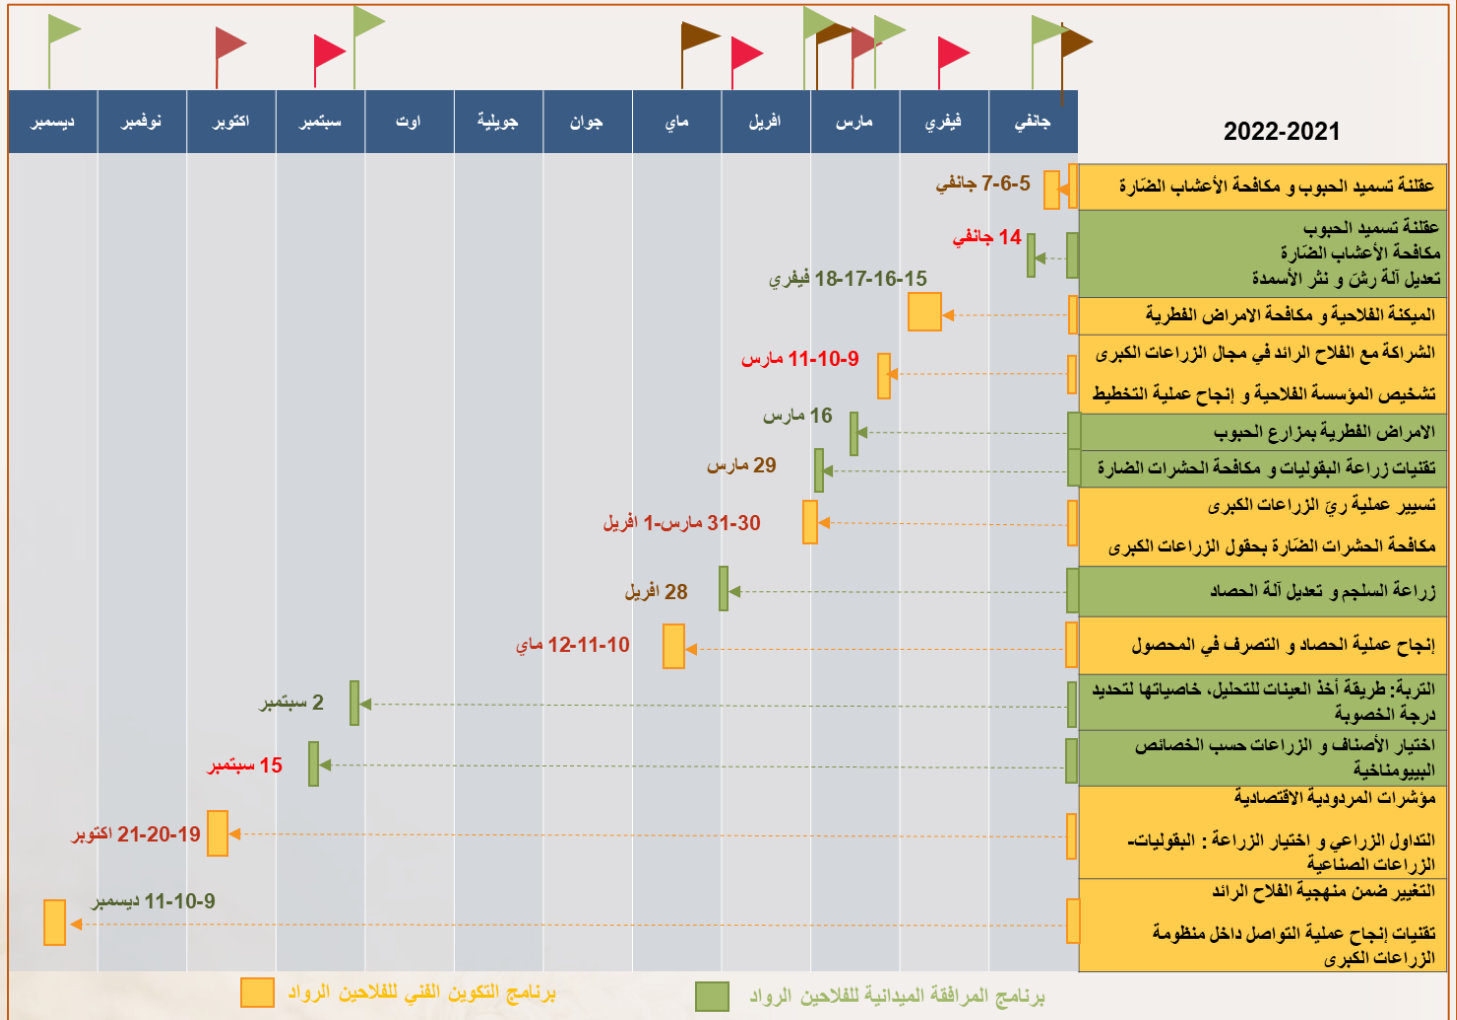 2022-2021
جانفي
فيفري
مارس
افريل
ماي
جوان
جويلية
اوت
سبتمبر
اكتوبر
نوفمبر
ديسمبر
عقلنة تسميد الحبوب و مكافحة الأعشاب الضّارة
7-6-5 جانفي
عقلنة تسميد الحبوب
مكافحة الأعشاب الضّارة
تعديل آلة رشّ و نثر الأسمدة
14 جانفي
الميكنة الفلاحية و مكافحة الامراض الفطرية
18-17-16-15 فيفري
الشراكة مع الفلاح الرائد في مجال الزراعات الكبرى
تشخيص المؤسسة الفلاحية و إنجاح عملية التخطيط
11-10-9 مارس
الامراض الفطرية بمزارع الحبوب
16 مارس
تقنيات زراعة البقوليات و مكافحة الحشرات الضارة
29 مارس
تسيير عملية ريّ الزراعات الكبرى
مكافحة الحشرات الضّارة بحقول الزراعات الكبرى
31-30 مارس-1 افريل
زراعة السلجم و تعديل آلة الحصاد
28 افريل
إنجاح عملية الحصاد و التصرف في المحصول
12-11-10 ماي
التربة: طريقة أخذ العينات للتحليل، خاصياتها لتحديد
درجة الخصوبة
2 سبتمبر
اختيار الأصناف و الزراعات حسب الخصائص
البييومناخية
15 سبتمبر
مؤشرات المردودية الاقتصادية
التداول الزراعي و اختيار الزراعة : البقوليات-
الزراعات الصناعية
21-20-19 اكتوبر
التغيير ضمن منهجية الفلاح الرائد
تقنيات إنجاح عملية التواصل داخل منظومة
الزراعات الكبرى
11-10-9 ديسمبر
برنامج المرافقة الميدانية للفلاحين الرواد
برنامج التكوين الفني للفلاحين الرواد